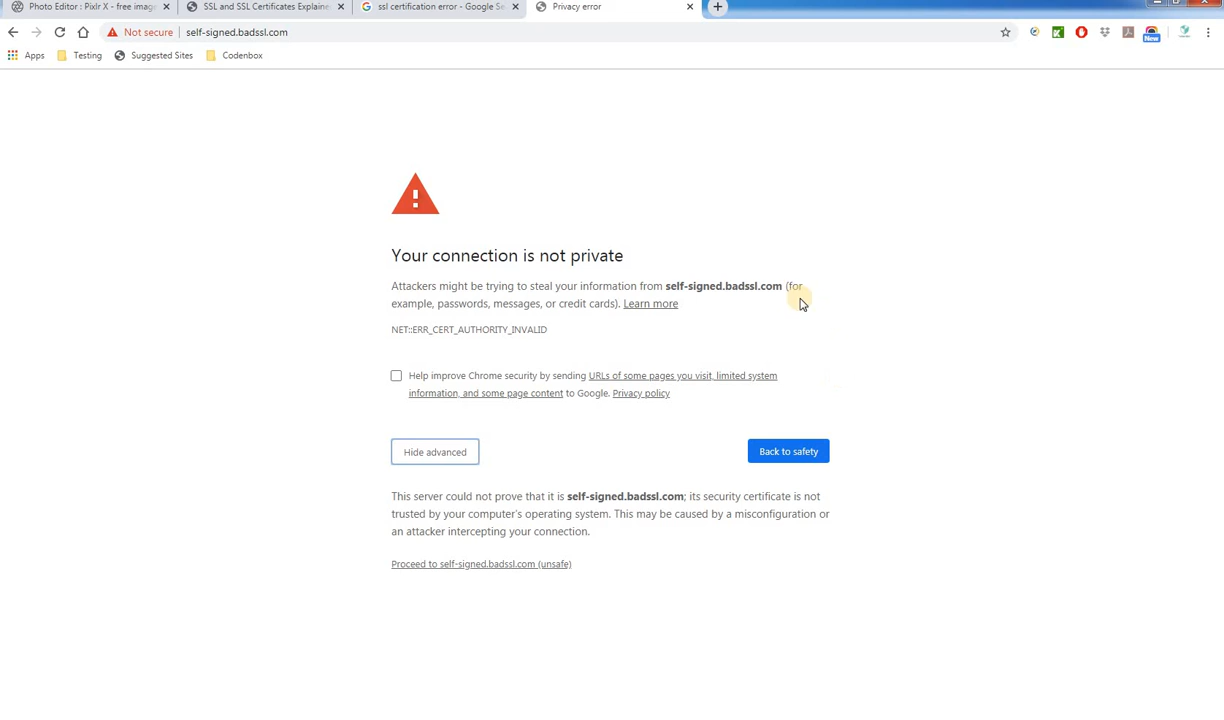 Photo Editor : Pixlr X - free image
SSL and SSL Certificates Explaine
ssl certification error - Google Se
Privacy error
Not secure
self-signed.badssl.com
New
Apps
Testing
Suggested Sites
Codenbox
Your connection is not private
Attackers might be trying to steal your information from self-signed.badssl.com (for
example, passwords, messages, or credit cards). Learn more
NET::ERR_CERT_AUTHORITY_INVALID
Help improve Chrome security by sending URLs of some pages you visit, limited system
information, and some page content to Google. Privacy policy
Hide advanced
Back to safety
This server could not prove that it is self-signed.badssl.com; its security certificate is not
trusted by your computer's operating system. This may be caused by a misconfiguration or
an attacker intercepting your connection.
Proceed to self-signed.badssl.com (unsafe)